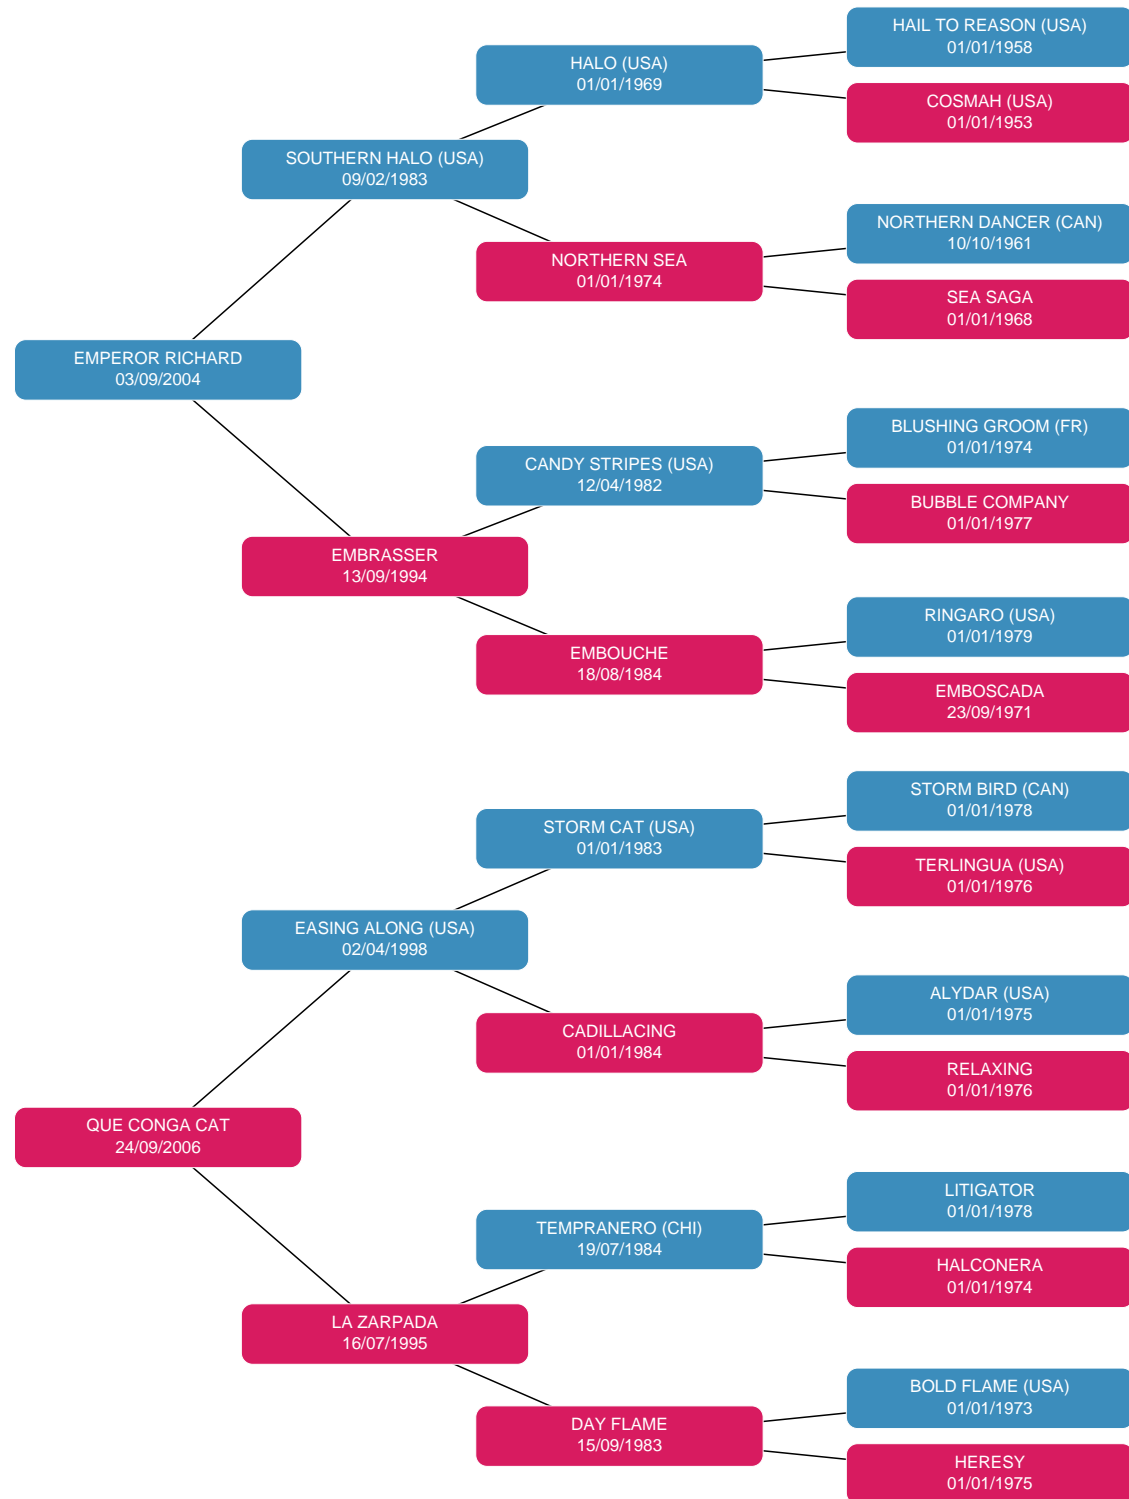 HAIL TO REASON (USA)
01/01/1958
HALO (USA)
01/01/1969
COSMAH (USA)
01/01/1953
SOUTHERN HALO (USA)
09/02/1983
NORTHERN DANCER (CAN)
10/10/1961
NORTHERN SEA
01/01/1974
SEA SAGA
01/01/1968
EMPEROR RICHARD
03/09/2004
BLUSHING GROOM (FR)
01/01/1974
CANDY STRIPES (USA)
12/04/1982
BUBBLE COMPANY
01/01/1977
EMBRASSER
13/09/1994
RINGARO (USA)
01/01/1979
EMBOUCHE
18/08/1984
EMBOSCADA
23/09/1971
STORM BIRD (CAN)
01/01/1978
STORM CAT (USA)
01/01/1983
TERLINGUA (USA)
01/01/1976
EASING ALONG (USA)
02/04/1998
ALYDAR (USA)
01/01/1975
CADILLACING
01/01/1984
RELAXING
01/01/1976
QUE CONGA CAT
24/09/2006
LITIGATOR
01/01/1978
TEMPRANERO (CHI)
19/07/1984
HALCONERA
01/01/1974
LA ZARPADA
16/07/1995
BOLD FLAME (USA)
01/01/1973
DAY FLAME
15/09/1983
HERESY
01/01/1975